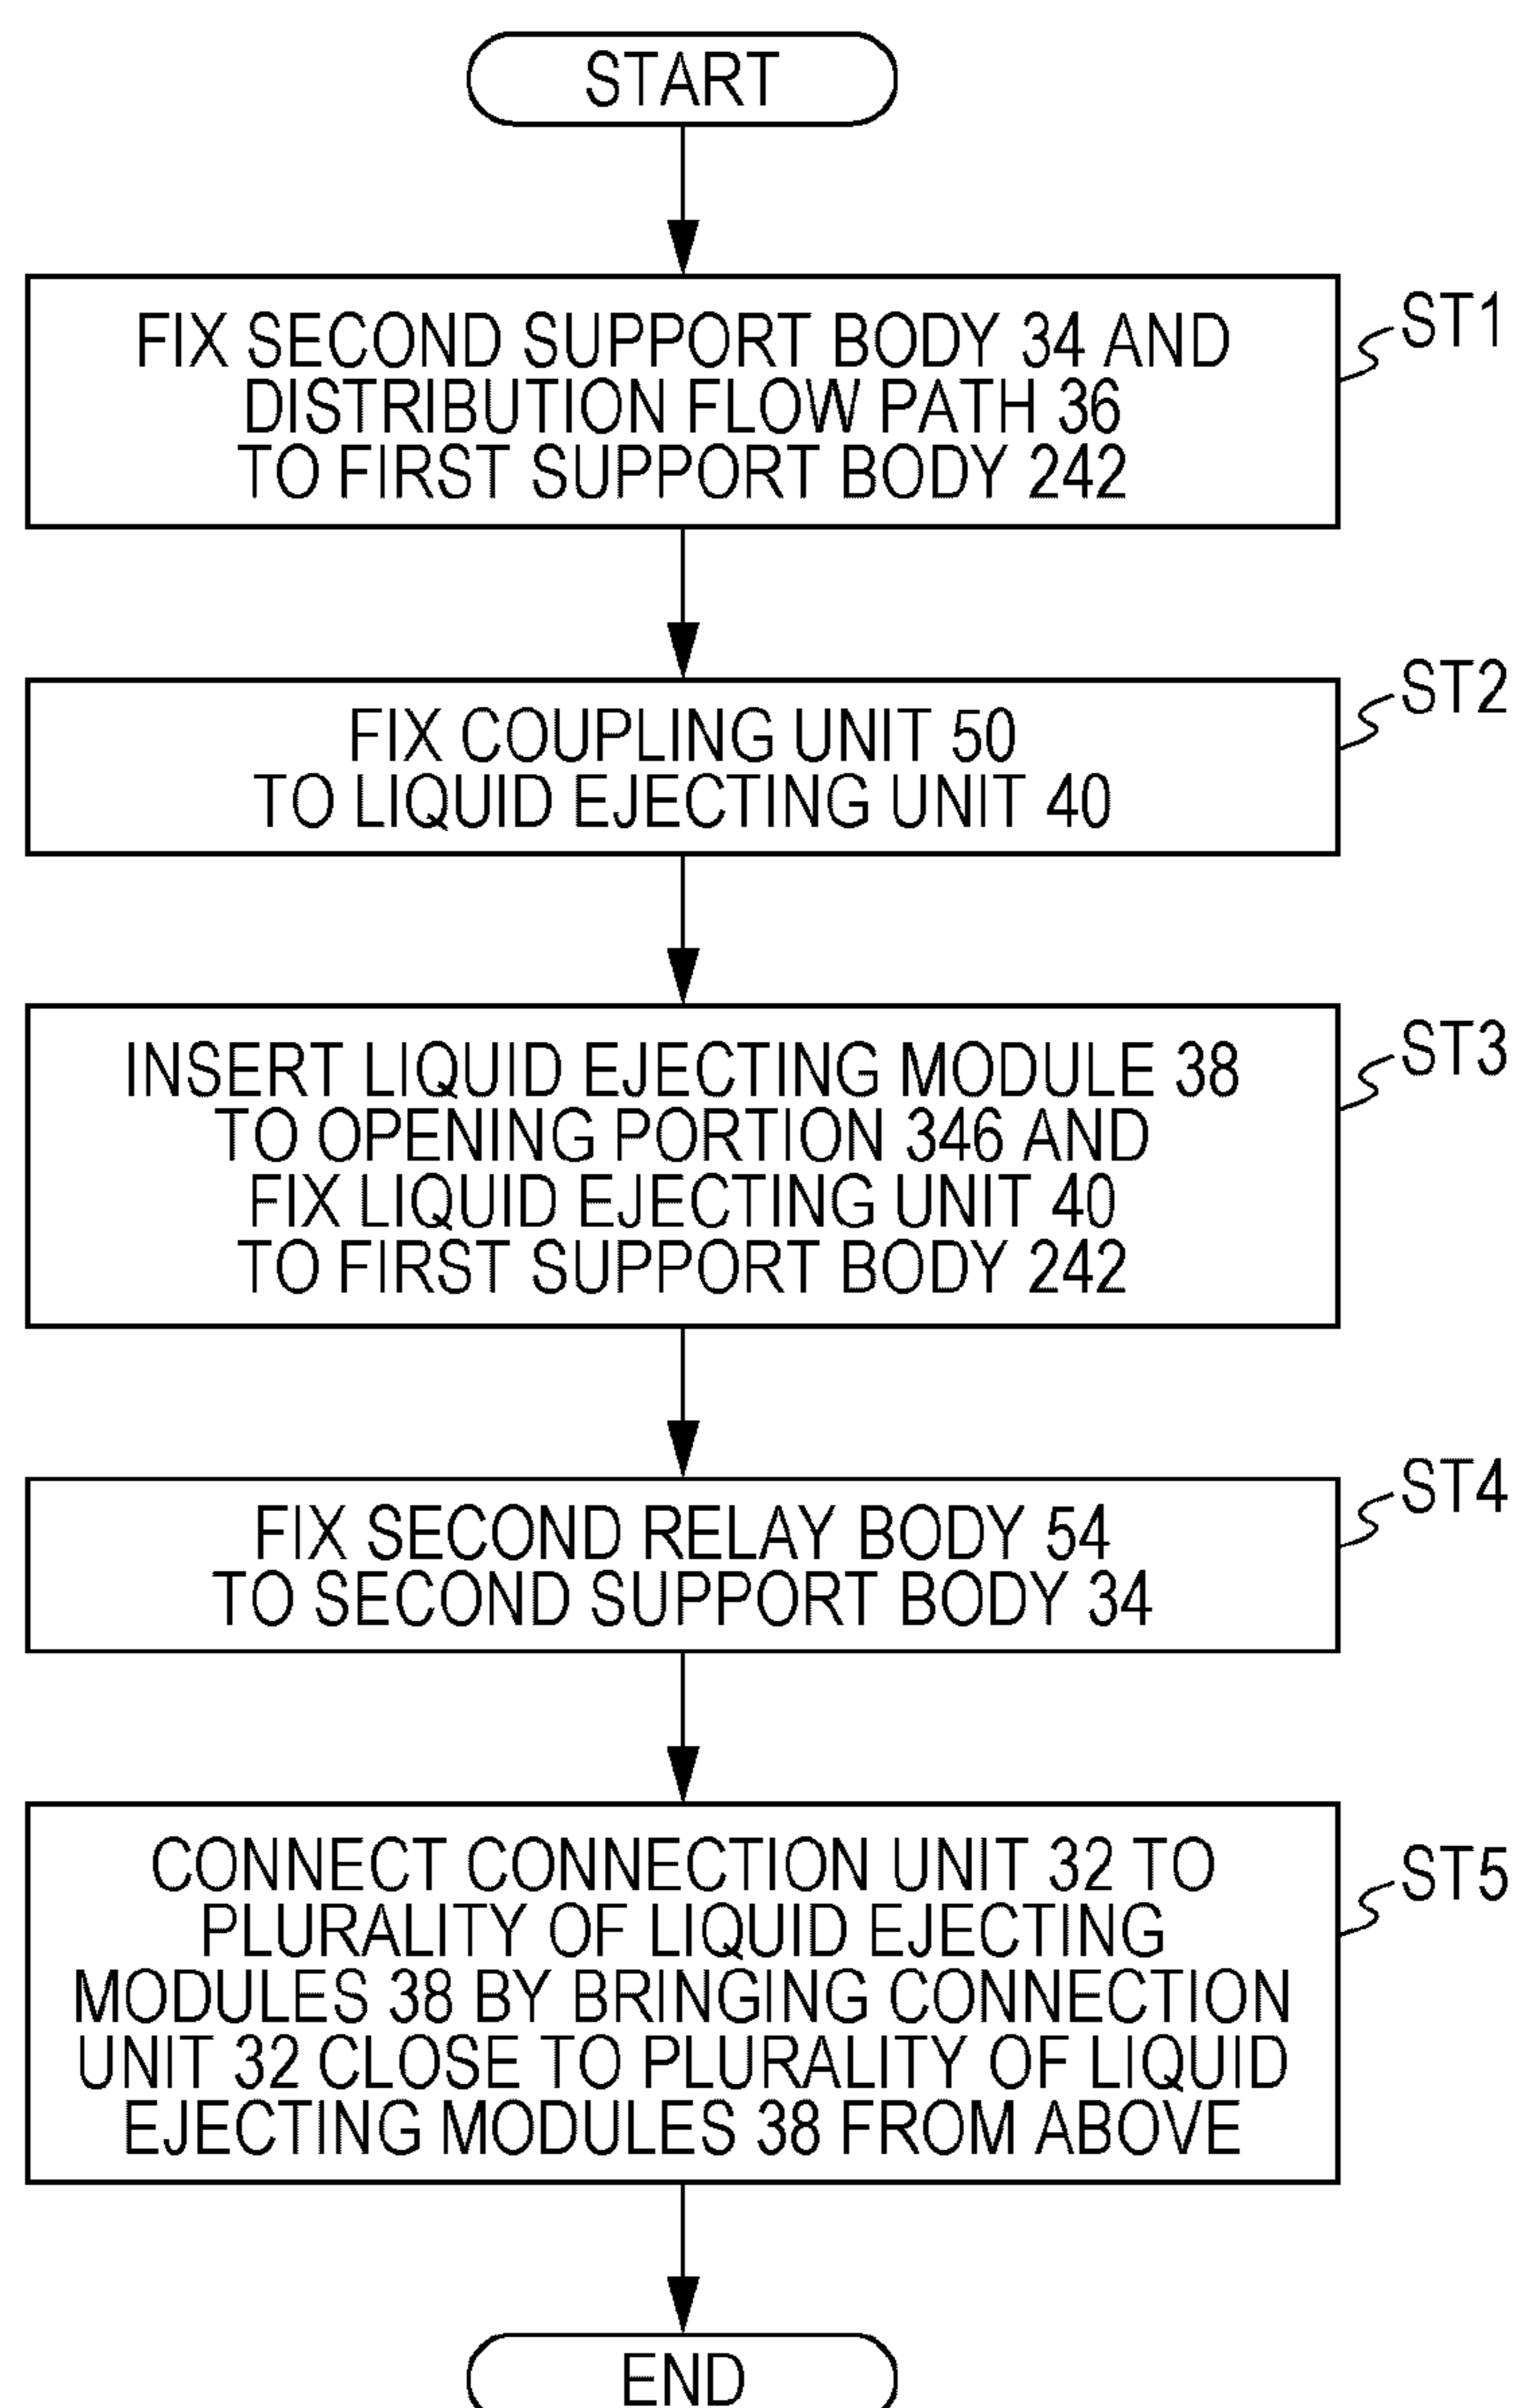 START
FIX SECOND SUPPORT BODY 34 AND
DISTRIBUTION FLOW PATH 36
TO FIRST SUPPORT BODY 242
ST1
FIX COUPLING UNIT 50
TO LIQUID EJECTING UNIT 40
ST2
INSERT LIQUID EJECTING MODULE 38
TO OPENING PORTION 346 AND
FIX LIQUID EJECTING UNIT 40
TO FIRST SUPPORT BODY 242
ST3
FIX SECOND RELAY BODY 54
TO SECOND SUPPORT BODY 34
ST4
CONNECT CONNECTION UNIT 32 TO
PLURALITY OF LIQUID EJECTING
MODULES 38 BY BRINGING CONNECTION
UNIT 32 CLOSE TO PLURALITY OF LIQUID
EJECTING MODULES 38 FROM ABOVE
ST5
END